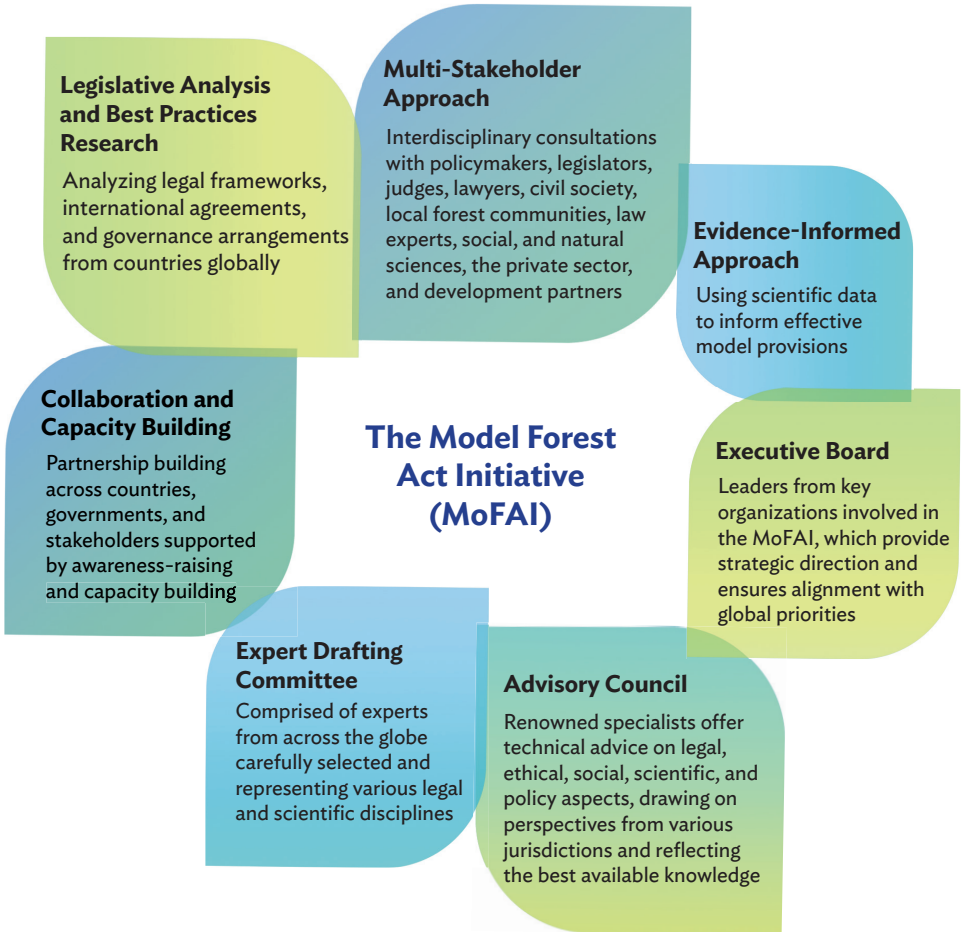 Legislative Analysis
and Best Practices
Research
Analyzing legal frameworks,
international agreements,
and governance arrangements
from countries globally
Multi-Stakeholder
Approach
Interdisciplinary consultations
with policymakers, legislators,
judges, lawyers, civil society,
local forest communities, law
experts, social, and natural
sciences, the private sector,
and development partners
Evidence-Informed
Approach
Using scientific data
to inform effective
model provisions
Collaboration and
Capacity Building
Partnership building
across countries,
governments, and
stakeholders supported
by awareness-raising
and capacity building
The Model Forest
Act Initiative
(MoFAI)
Executive Board
Leaders from key
organizations involved in
the MoFAI, which provide
strategic direction and
ensures alignment with
global priorities
Expert Drafting
Committee
Comprised of experts
from across the globe
carefully selected and
representing various legal
and scientific disciplines
Advisory Council
Renowned specialists offer
technical advice on legal,
ethical, social, scientific, and
policy aspects, drawing on
perspectives from various
jurisdictions and reflecting
the best available knowledge